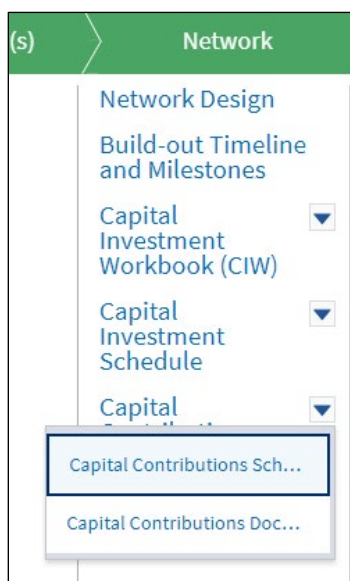 (s)
Network
Network Design
Build-out Timeline
and Milestones
Capital
Investment
Workbook (CIW)
Capital
Investment
Schedule
Capital
Capital Contributions Sch...
Capital Contributions Doc...